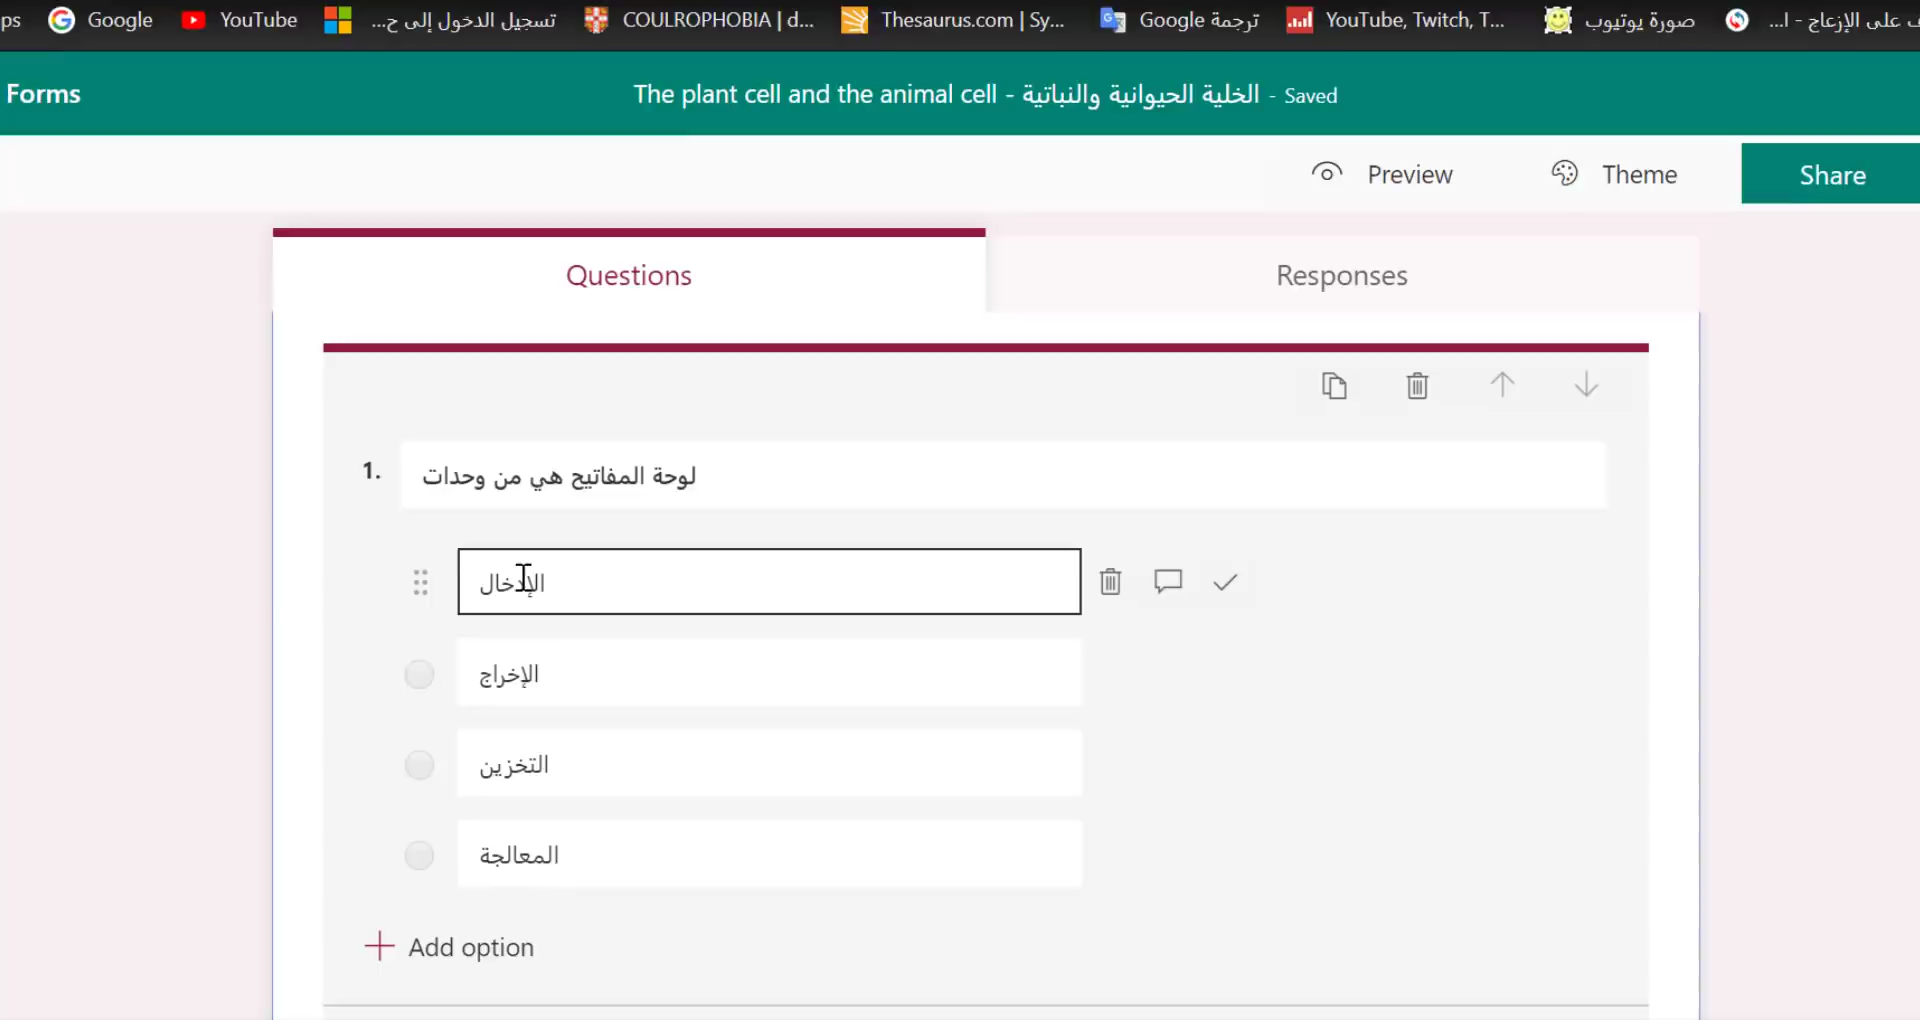 ps Google YouTube تسجيل الدخول إلى ح... COULROPHOBIA | d... Thesaurus.com | Sy... ترجمة Google YouTube, Twitch, T... صورة يوتيوب ف على الإزعاج - ا...
Forms
The plant cell and the animal cell - الخلية الحيوانية والنباتية - Saved
Preview Theme Share
Questions Responses
1. لوحة المفاتيح هي من وحدات
الإدخال
الإخراج
التخزين
المعالجة
Add option